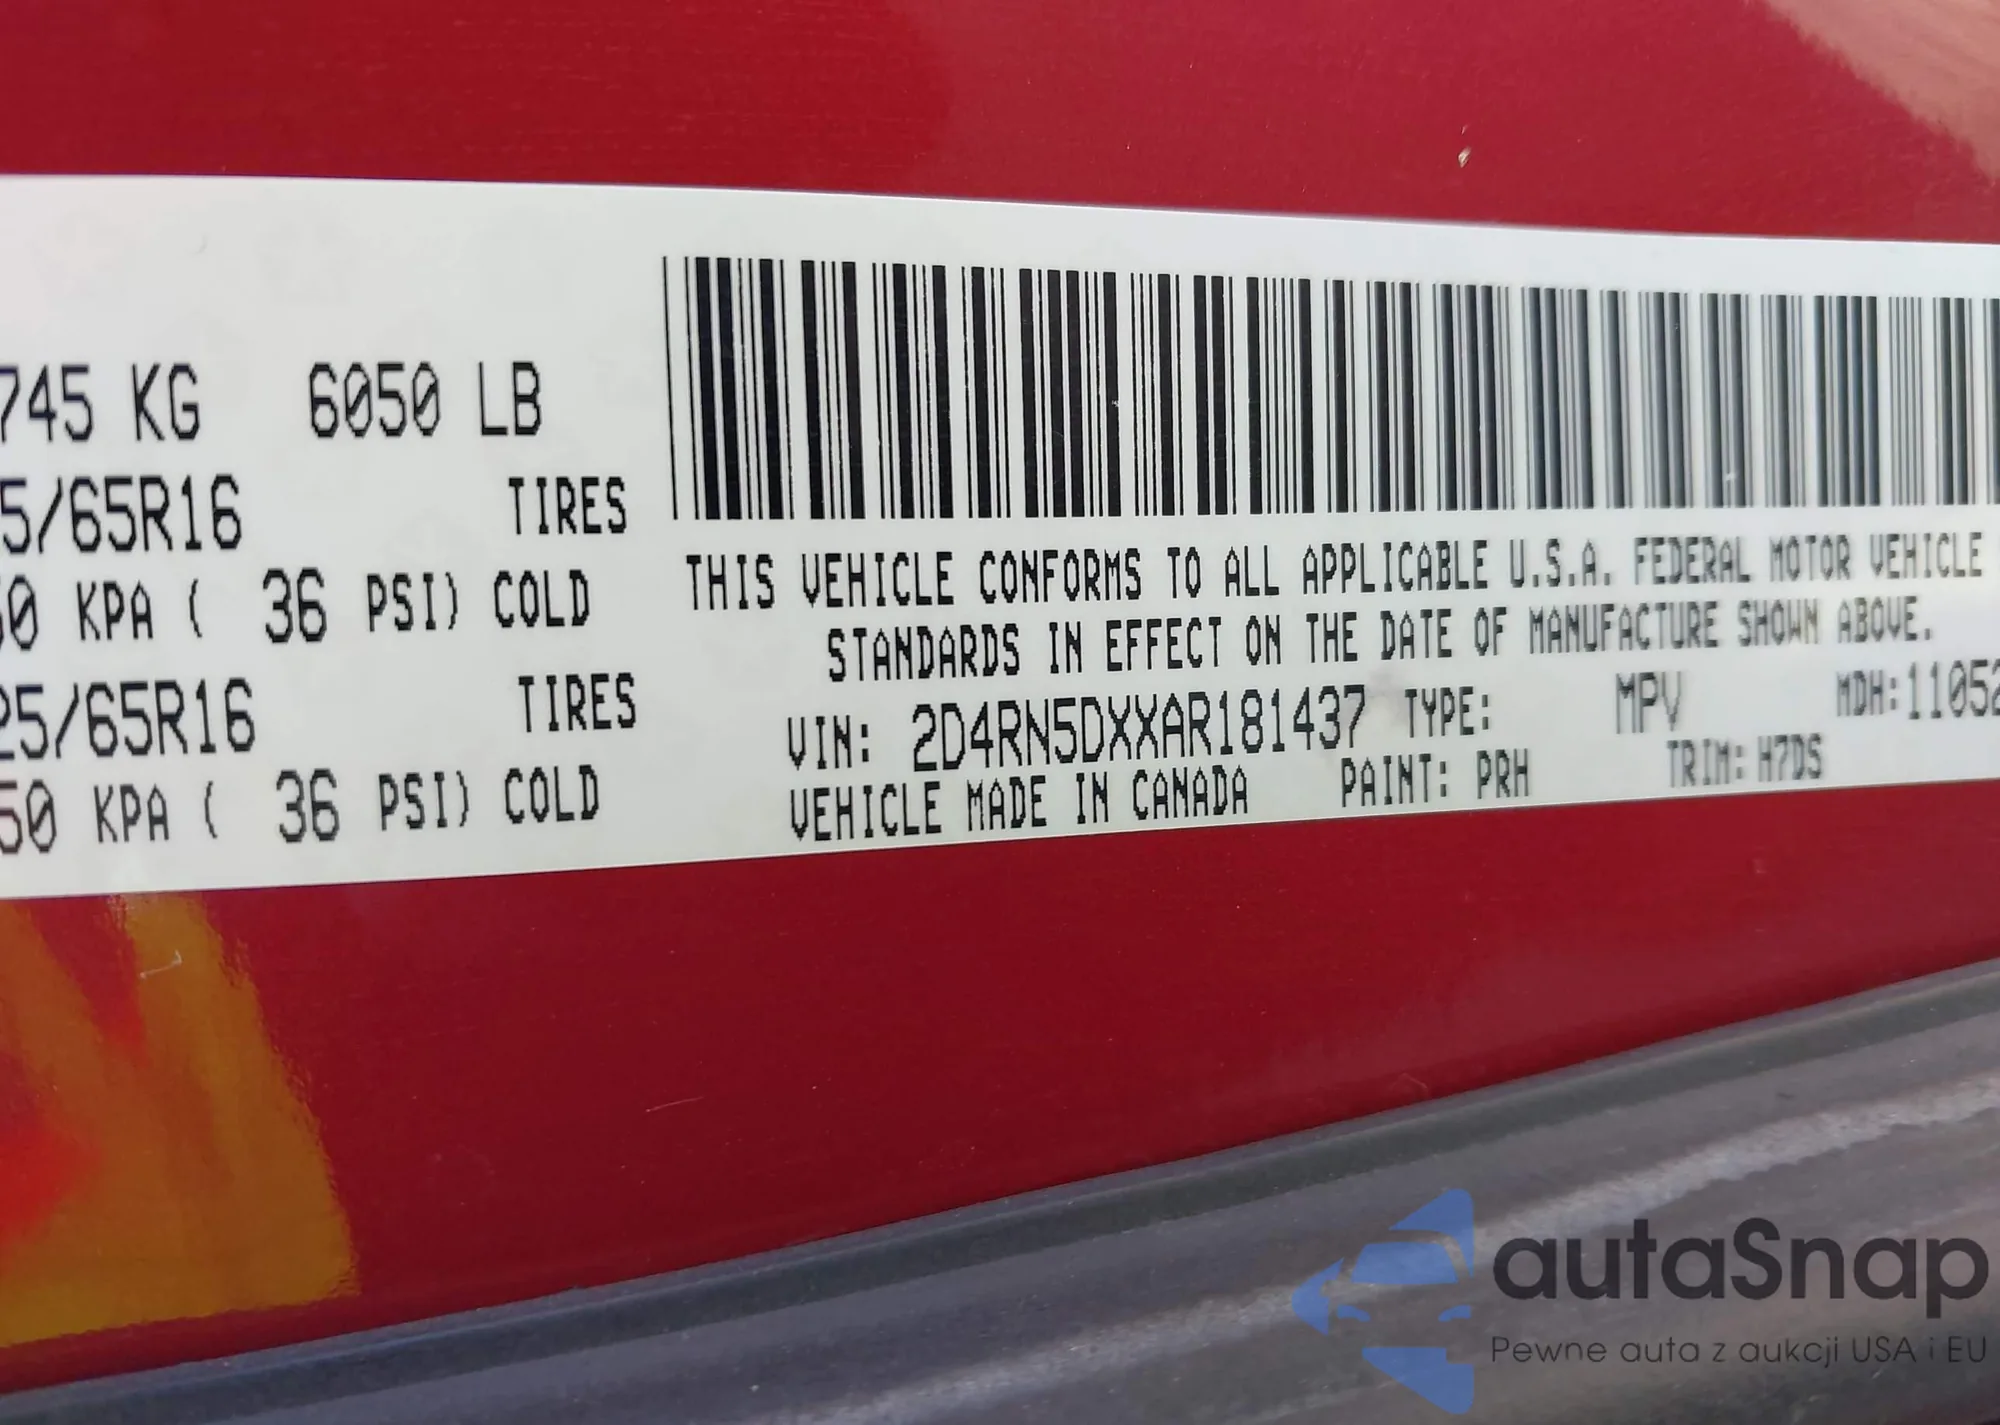 745 KG 6050 LB
5/65R16 TIRES
50 KPA ( 36 PSI) COLD
25/65R16 TIRES
50 KPA ( 36 PSI) COLD
THIS VEHICLE CONFORMS TO ALL APPLICABLE U.S.A. FEDERAL MOTOR VEHICLE
STANDARDS IN EFFECT ON THE DATE OF MANUFACTURE SHOWN ABOVE.
VIN: 2D4RN5DXXAR181437 TYPE: MPV MDH:11052
VEHICLE MADE IN CANADA PAINT: PRH TRIM: H7DS
autaSnap
Pewne auta z aukcji USA i EU